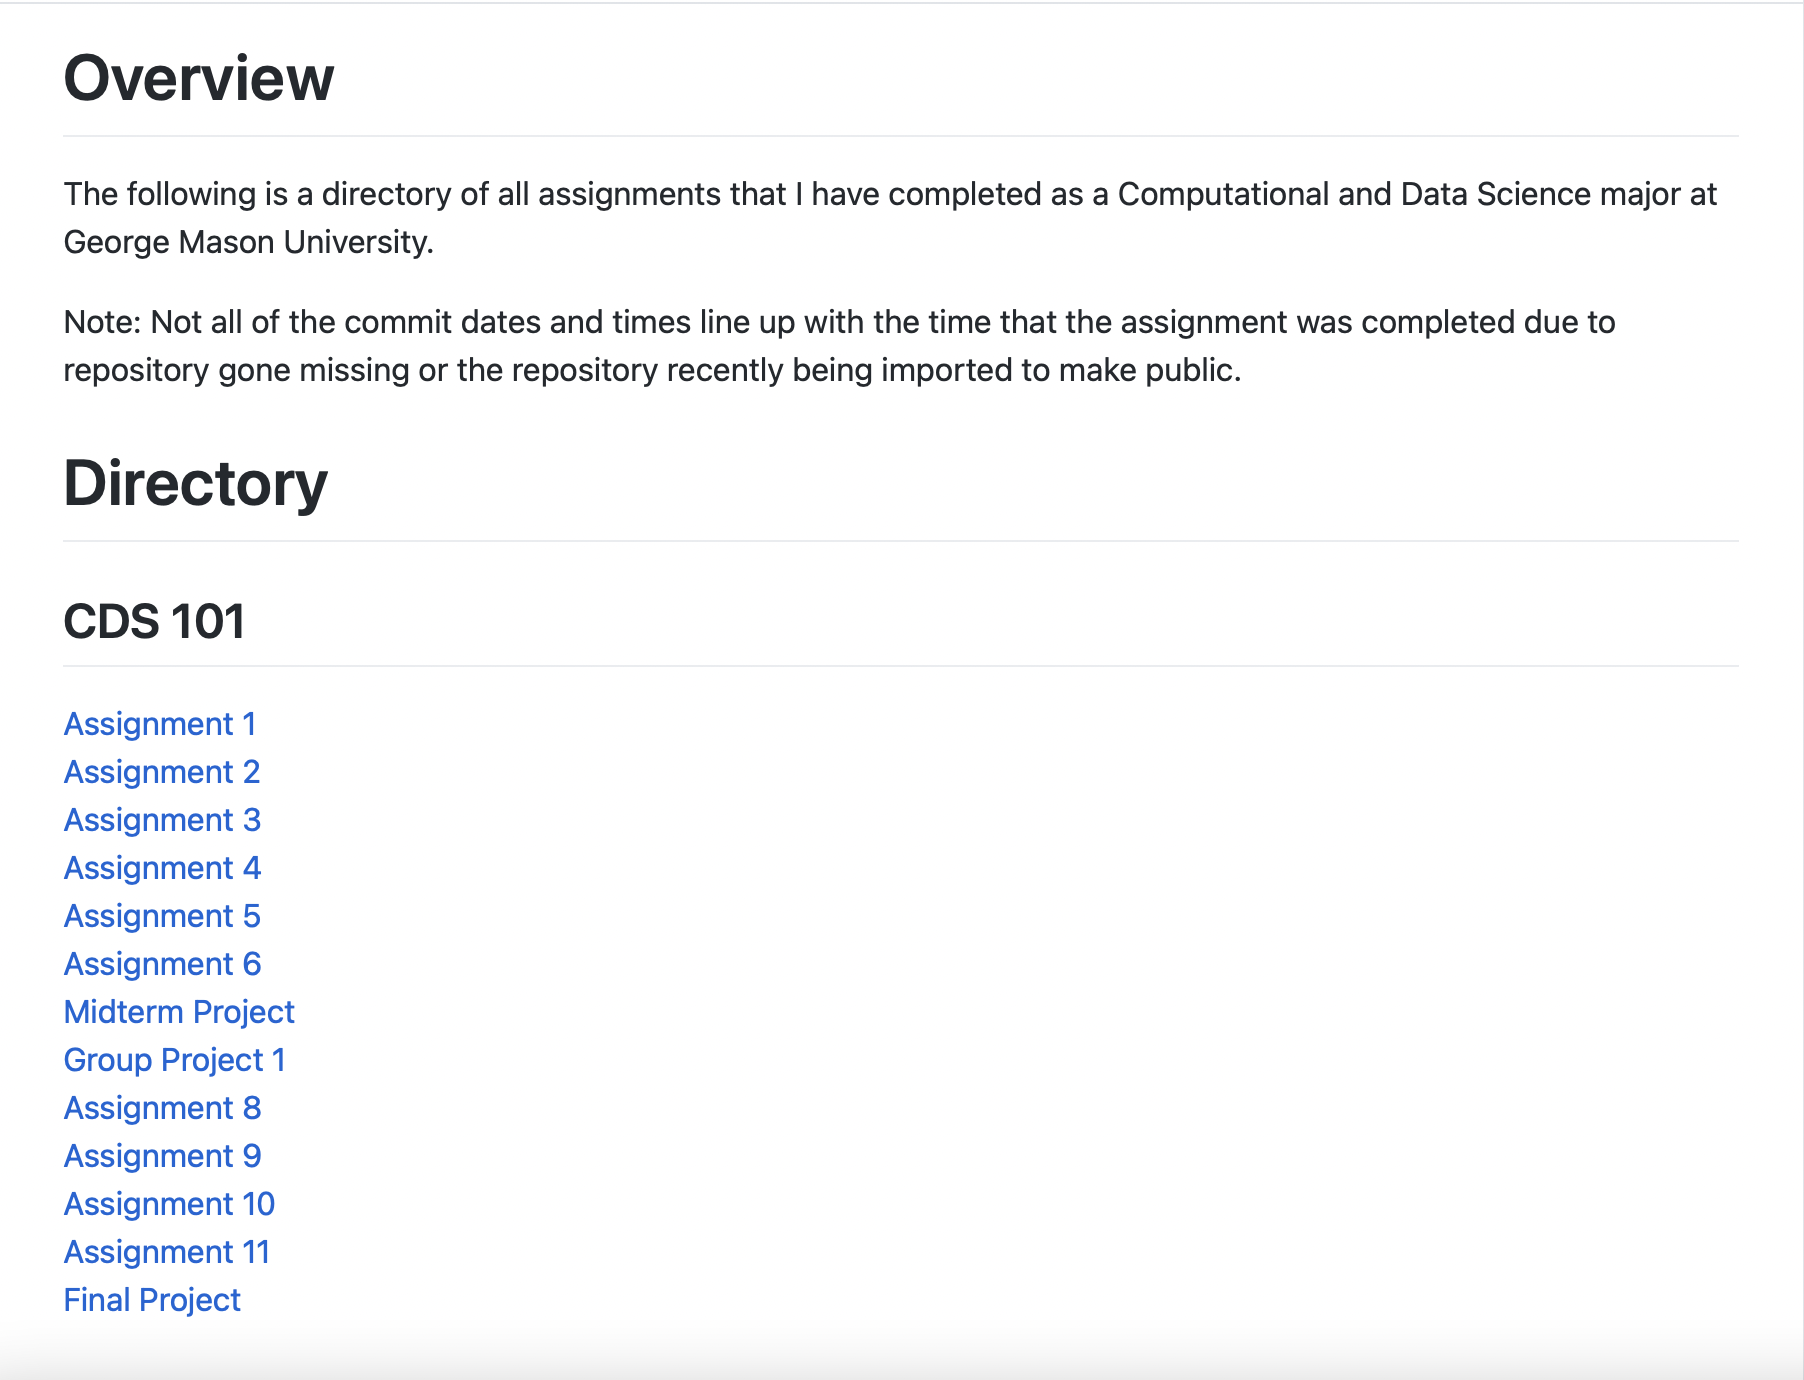 Overview
The following is a directory of all assignments that I have completed as a Computational and Data Science major at
George Mason University.
Note: Not all of the commit dates and times line up with the time that the assignment was completed due to
repository gone missing or the repository recently being imported to make public.
Directory
CDS 101
Assignment 1
Assignment 2
Assignment 3
Assignment 4
Assignment 5
Assignment 6
Midterm Project
Group Project 1
Assignment 8
Assignment 9
Assignment 10
Assignment 11
Final Project